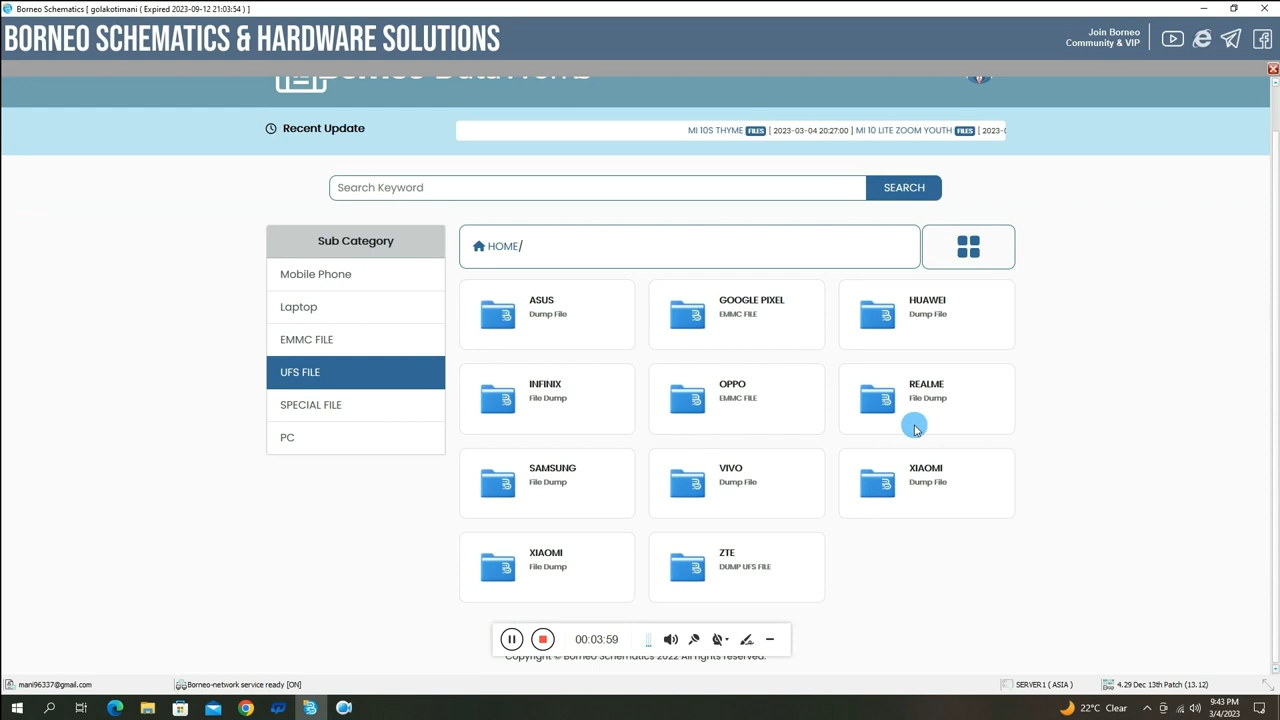 Borneo Schematics [ golakotimani ( Expired 2023-09-12 21:03:54 ) ]
BORNEO SCHEMATICS & HARDWARE SOLUTIONS
Join Borneo
Community & VIP
Borneo
Recent Update
MI 10S THYME FILES [ 2023-03-04 20:27:00 ] MI 10 LITE ZOOM YOUTH FILES [ 2023-0
Search Keyword
SEARCH
Sub Category
Mobile Phone
Laptop
EMMC FILE
UFS FILE
SPECIAL FILE
PC
HOME/
ASUS
Dump File
GOOGLE PIXEL
EMMC FILE
HUAWEI
Dump File
INFINIX
File Dump
OPPO
EMMC FILE
REALME
File Dump
SAMSUNG
File Dump
VIVO
Dump File
XIAOMI
Dump File
XIAOMI
File Dump
ZTE
DUMP UFS FILE
00:03:59
Copyright © Borneo Schematics 2022 All rights reserved.
mani96337@gmail.com
Borneo-network service ready [ON]
SERVER1 ( ASIA )
4.29 Dec 13th Patch (13.12)
22°C Clear
9:43 PM
3/4/2023